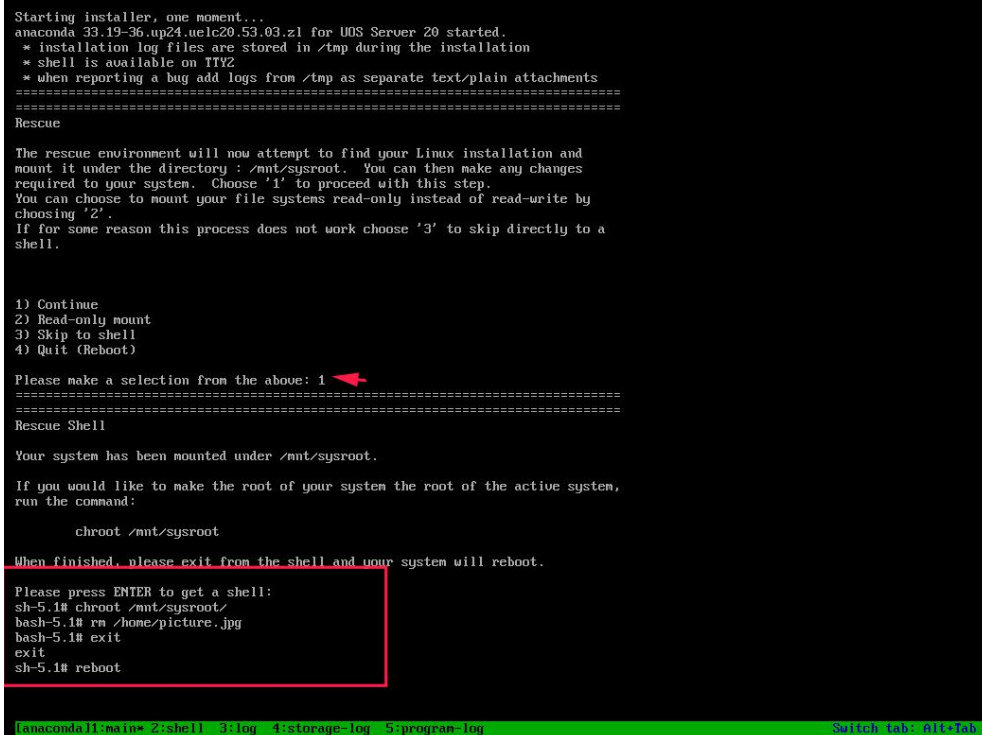 Starting installer, one moment...
anaconda 33.19-36.up24.uelc20.53.03.zl for UOS Server 20 started.
* installation log files are stored in /tmp during the installation
* shell is available on TTY2
* when reporting a bug add logs from /tmp as separate text/plain attachments
================================================================================
================================================================================
Rescue
The rescue environment will now attempt to find your Linux installation and
mount it under the directory : /mnt/sysroot.  You can then make any changes
required to your system.  Choose '1' to proceed with this step.
You can choose to mount your file systems read-only instead of read-write by
choosing '2'.
If for some reason this process does not work choose '3' to skip directly to a
shell.
1) Continue
2) Read-only mount
3) Skip to shell
4) Quit (Reboot)
Please make a selection from the above: 1
================================================================================
================================================================================
Rescue Shell
Your system has been mounted under /mnt/sysroot.
If you would like to make the root of your system the root of the active system,
run the command:
chroot /mnt/sysroot
When finished, please exit from the shell and your system will reboot.
Please press ENTER to get a shell:
sh-5.1# chroot /mnt/sysroot/
bash-5.1# rm /home/picture.jpg
bash-5.1# exit
exit
sh-5.1# reboot
[anaconda]1:main* 2:shell  3:log  4:storage-log  5:program-log Switch tab: Alt+Tab